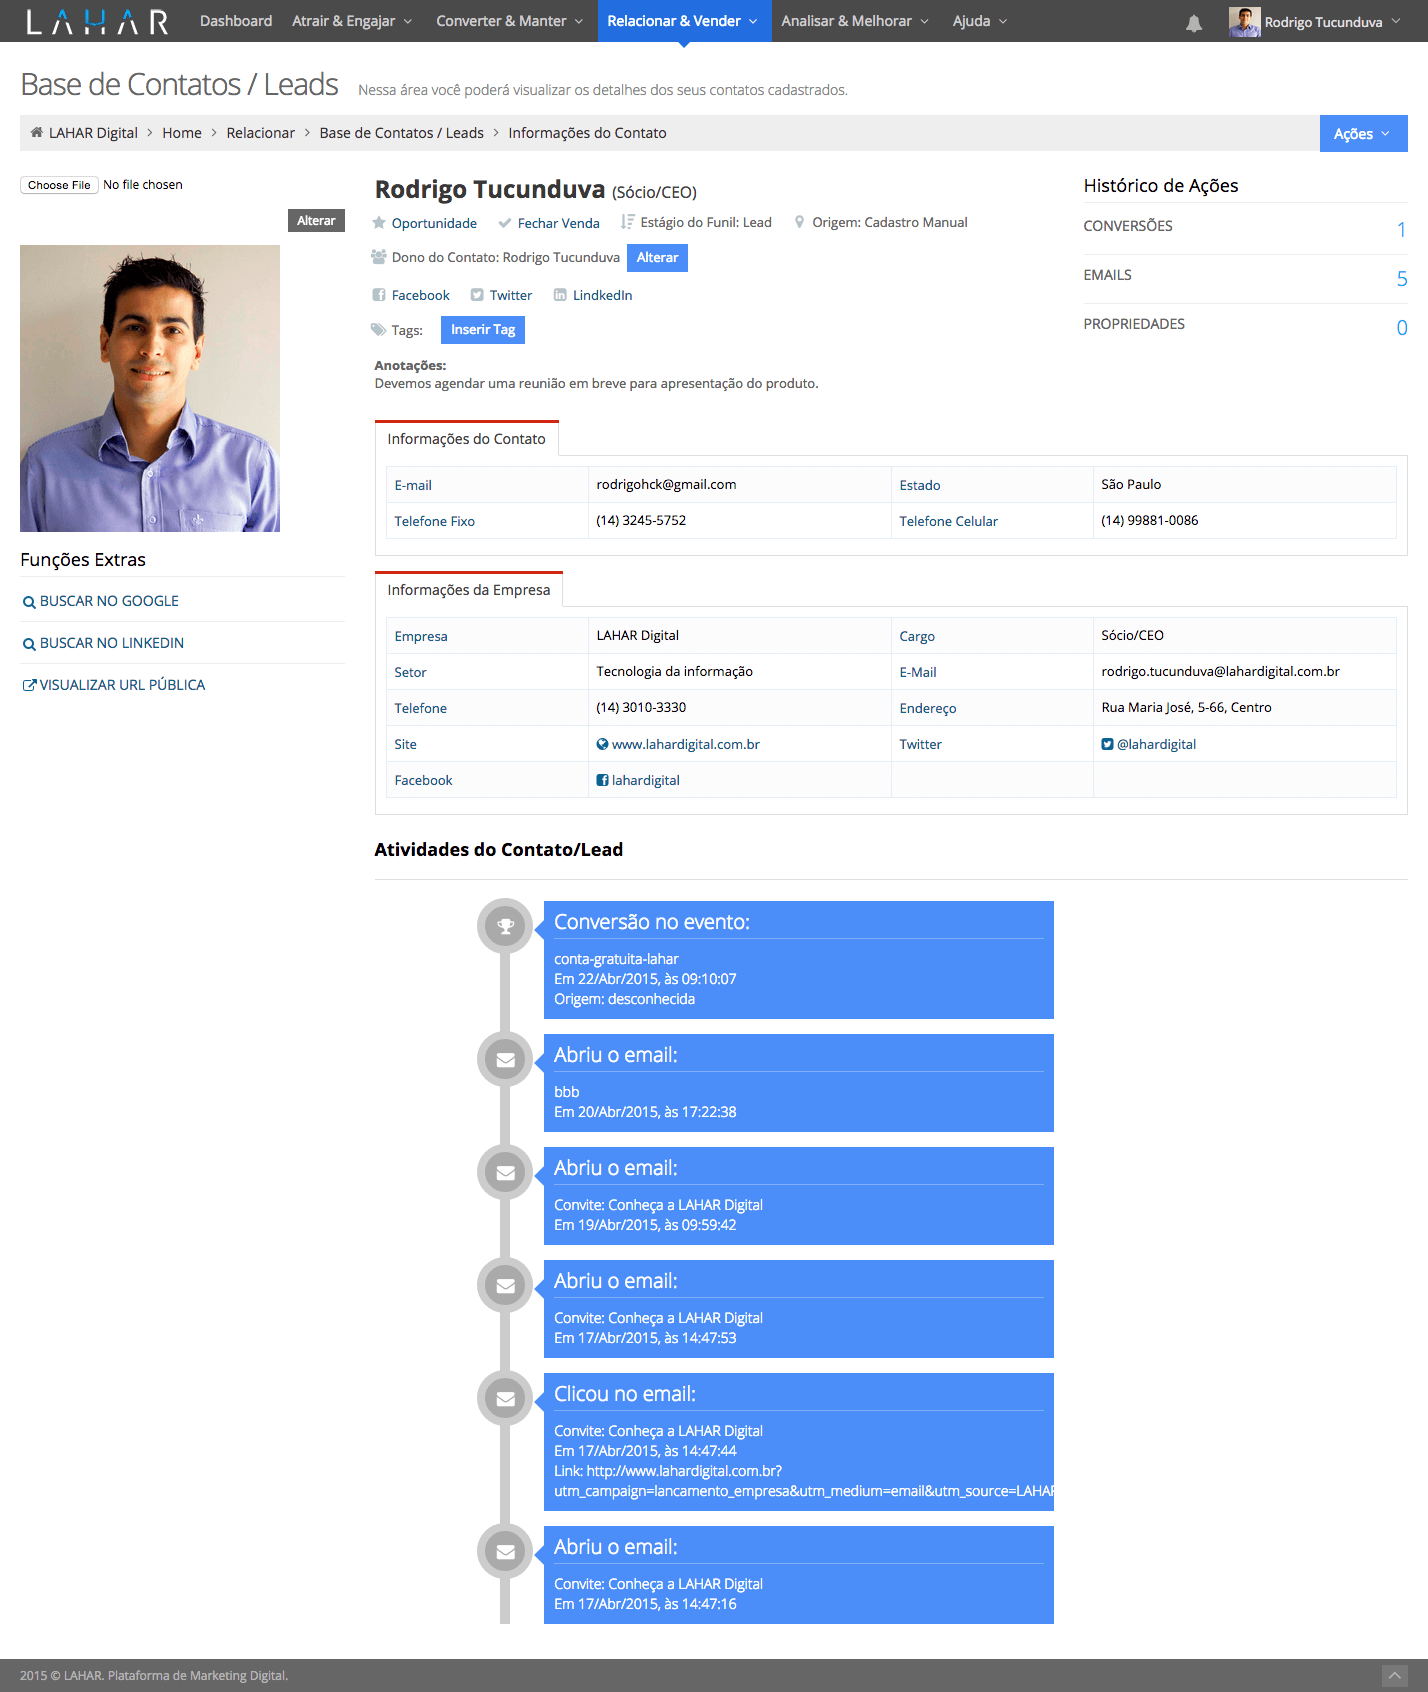 LAHAR Dashboard Atrair & Engajar Converter & Manter Relacionar & Vender Analisar & Melhorar Ajuda Rodrigo Tucunduva
Base de Contatos / Leads Nessa área você poderá visualizar os detalhes dos seus contatos cadastrados.
LAHAR Digital > Home > Relacionar > Base de Contatos / Leads > Informações do Contato Ações
Choose File No file chosen
Alterar
Funções Extras
BUSCAR NO GOOGLE
BUSCAR NO LINKEDIN
VISUALIZAR URL PÚBLICA
Rodrigo Tucunduva (Sócio/CEO)
Oportunidade Fechar Venda Estágio do Funil: Lead Origem: Cadastro Manual
Dono do Contato: Rodrigo Tucunduva Alterar
Facebook Twitter LindkedIn
Tags: Inserir Tag
Anotações:
Devemos agendar uma reunião em breve para apresentação do produto.
Histórico de Ações
CONVERSÕES 1
EMAILS 5
PROPRIEDADES 0
Informações do Contato
E-mail rodrigohck@gmail.com Estado São Paulo
Telefone Fixo (14) 3245-5752 Telefone Celular (14) 99881-0086
Informações da Empresa
Empresa LAHAR Digital Cargo Sócio/CEO
Setor Tecnologia da informação E-Mail rodrigo.tucunduva@lahardigital.com.br
Telefone (14) 3010-3330 Endereço Rua Maria José, 5-66, Centro
Site www.lahardigital.com.br Twitter @lahardigital
Facebook lahardigital
Atividades do Contato/Lead
Conversão no evento:
conta-gratuita-lahar
Em 22/Abr/2015, às 09:10:07
Origem: desconhecida
Abriu o email:
bbb
Em 20/Abr/2015, às 17:22:38
Abriu o email:
Convite: Conheça a LAHAR Digital
Em 19/Abr/2015, às 09:59:42
Abriu o email:
Convite: Conheça a LAHAR Digital
Em 17/Abr/2015, às 14:47:53
Clicou no email:
Convite: Conheça a LAHAR Digital
Em 17/Abr/2015, às 14:47:44
Link: http://www.lahardigital.com.br?
utm_campaign=lancamento_empresa&utm_medium=email&utm_source=LAHAR
Abriu o email:
Convite: Conheça a LAHAR Digital
Em 17/Abr/2015, às 14:47:16
2015 © LAHAR. Plataforma de Marketing Digital.